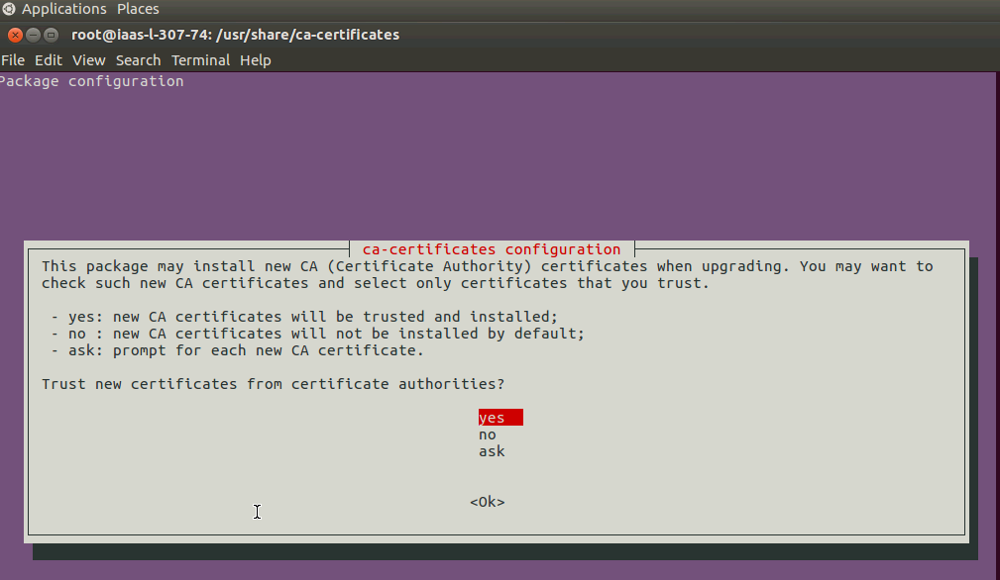 Applications Places
root@iaas-l-307-74: /usr/share/ca-certificates
File Edit View Search Terminal Help
Package configuration
ca-certificates configuration
This package may install new CA (Certificate Authority) certificates when upgrading. You may want to
check such new CA certificates and select only certificates that you trust.
- yes: new CA certificates will be trusted and installed;
- no : new CA certificates will not be installed by default;
- ask: prompt for each new CA certificate.
Trust new certificates from certificate authorities?
yes
no
ask
<Ok>